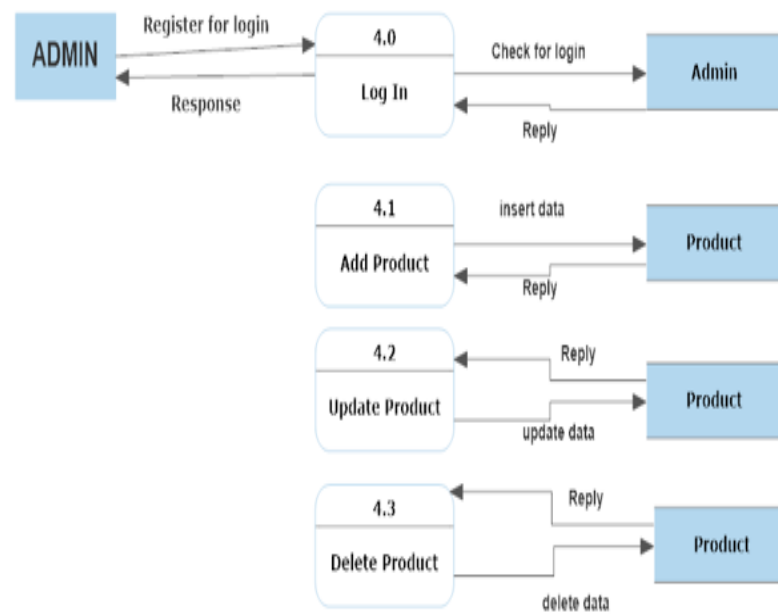 ADMIN
Register for login
Response
4.0
Log In
Check for login
Reply
Admin
4.1
Add Product
insert data
Reply
Product
4.2
Update Product
Reply
update data
Product
4.3
Delete Product
Reply
delete data
Product